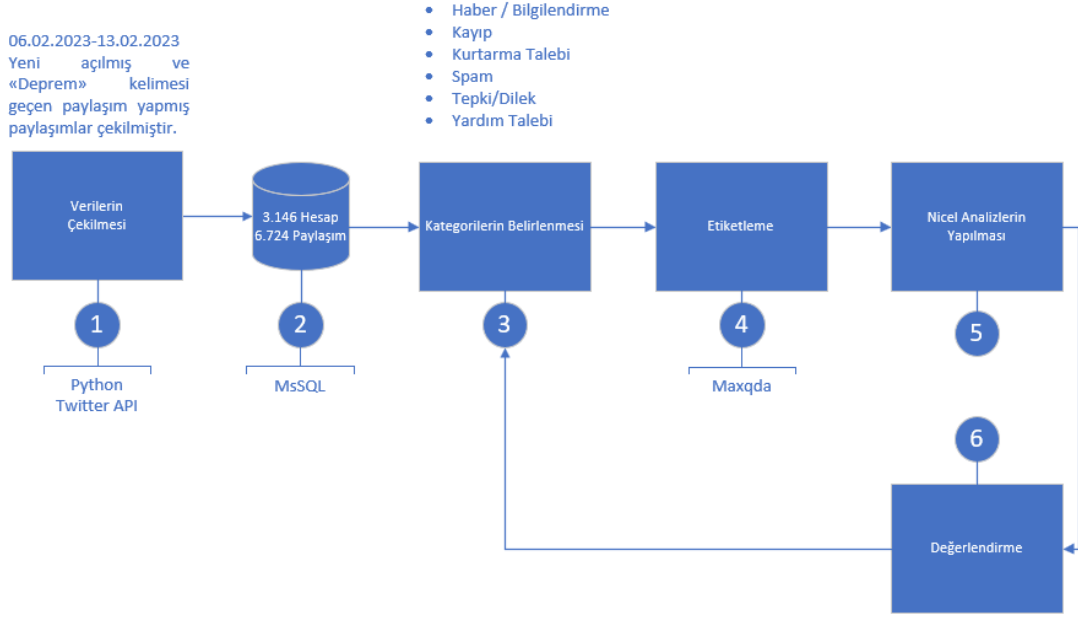 • Haber / Bilgilendirme
• Kayıp
• Kurtarma Talebi
• Spam
• Tepki/Dilek
• Yardım Talebi
06.02.2023-13.02.2023
Yeni açılmış ve
«Deprem» kelimesi
geçen paylaşım yapmış
paylaşımlar çekilmiştir.
Verilerin
Çekilmesi
3.146 Hesap
6.724 Paylaşım
Kategorilerin Belirlenmesi
Etiketleme
Nicel Analizlerin
Yapılması
1
2
3
4
5
Python
Twitter API
MsSQL
Maxqda
6
Değerlendirme